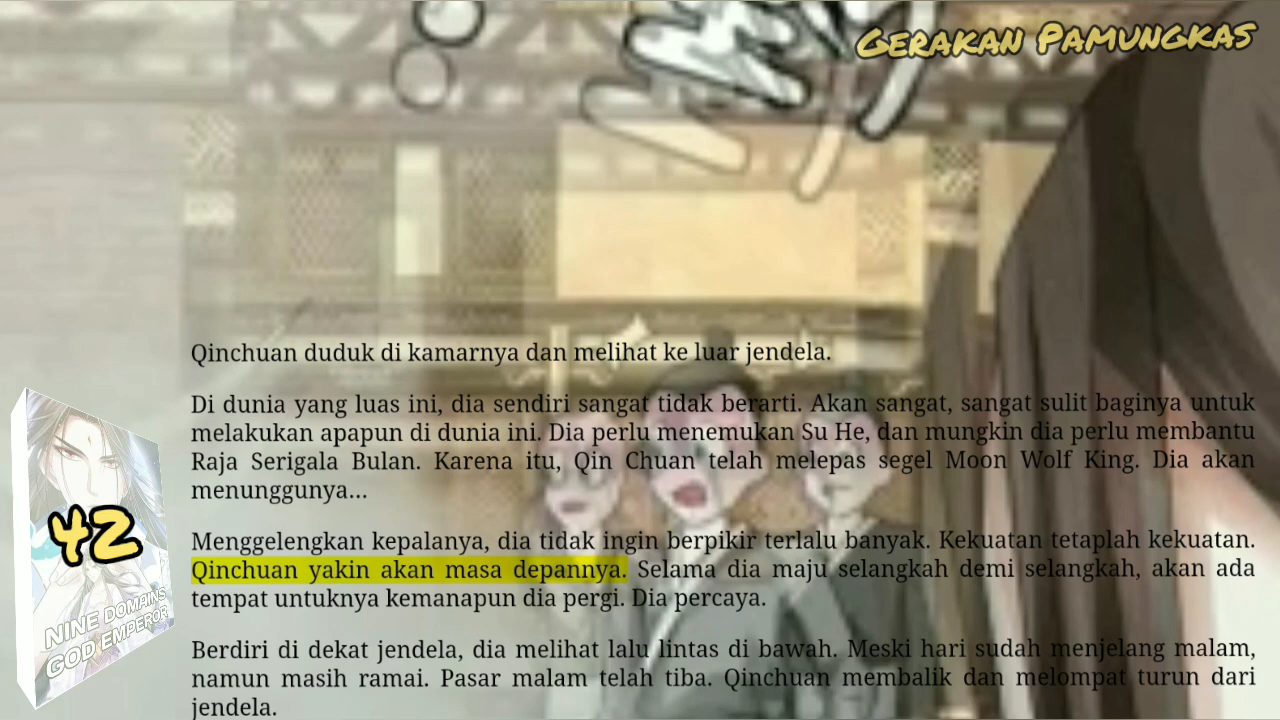 Gerakan Pamungkas
Qinchuan duduk di kamarnya dan melihat ke luar jendela.
Di dunia yang luas ini, dia sendiri sangat tidak berarti. Akan sangat, sangat sulit baginya untuk
melakukan apapun di dunia ini. Dia perlu menemukan Su He, dan mungkin dia perlu membantu
Raja Serigala Bulan. Karena itu, Qin Chuan telah melepas segel Moon Wolf King. Dia akan
menunggunya...
Menggelengkan kepalanya, dia tidak ingin berpikir terlalu banyak. Kekuatan tetaplah kekuatan.
Qinchuan yakin akan masa depannya. Selama dia maju selangkah demi selangkah, akan ada
tempat untuknya kemanapun dia pergi. Dia percaya.
Berdiri di dekat jendela, dia melihat lalu lintas di bawah. Meski hari sudah menjelang malam,
namun masih ramai. Pasar malam telah tiba. Qinchuan membalik dan melompat turun dari
jendela.
42
NINE DOMAINS
GOD EMPEROR